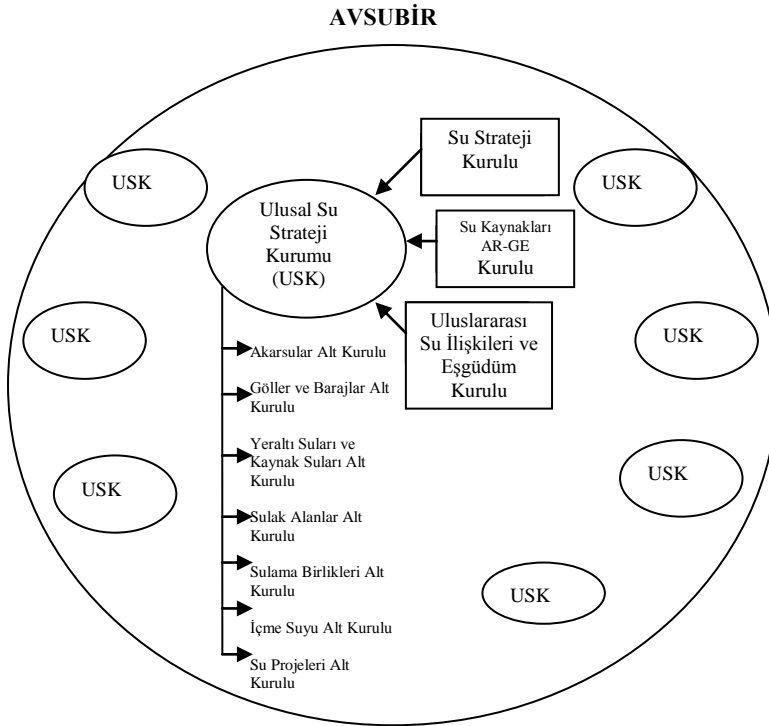 AVSUBİR
Su Strateji
Kurulu
USK
USK
Ulusal Su
Strateji
Kurumu
(USK)
Su Kaynakları
AR-GE
Kurulu
Uluslararası
Su İlişkileri ve
Eşgüdüm
Kurulu
USK
USK
Akarsular Alt Kurulu
Göller ve Barajlar Alt
Kurulu
Yeraltı Suları ve
Kaynak Suları Alt
Kurulu
USK
USK
Sulak Alanlar Alt
Kurulu
Sulama Birlikleri Alt
Kurulu
USK
İçme Suyu Alt Kurulu
Su Projeleri Alt
Kurulu